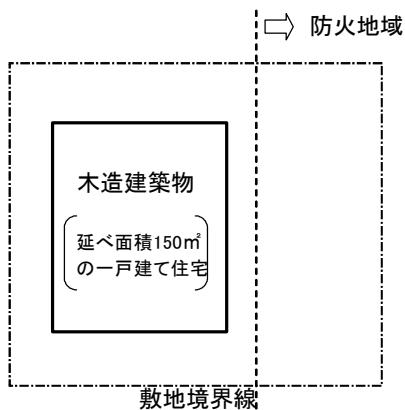 防火地域
木造建築物
延べ面積150㎡
の一戸建て住宅
敷地境界線